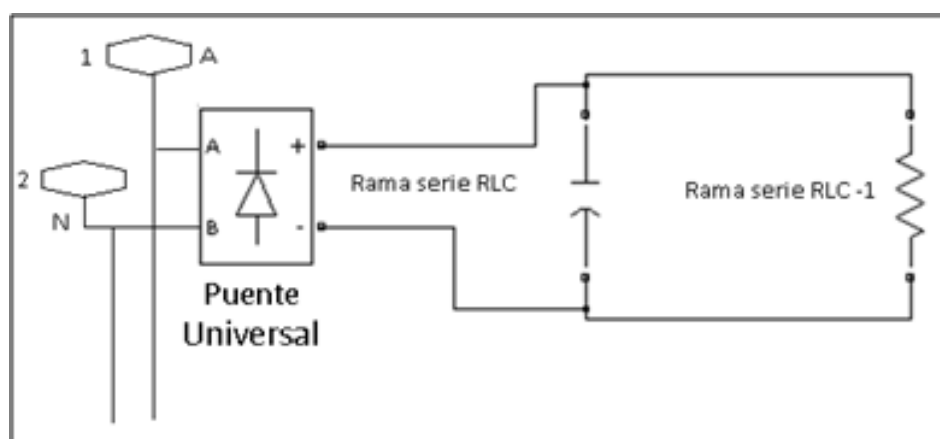 1 A
2
N
A +
B -
Puente
Universal
Rama serie RLC
Rama serie RLC -1